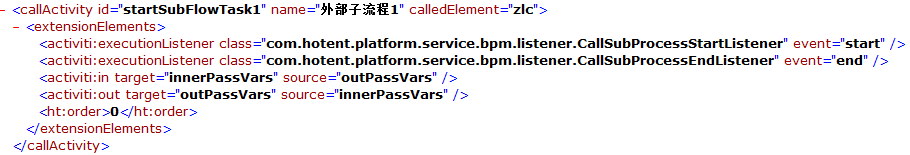 - <callActivity id="startSubFlowTask1" name="外部子流程1" calledElement="zlc">
- <extensionElements>
<activiti:executionListener class="com.hotent.platform.service.bpm.listener.CallSubProcessStartListener" event="start" />
<activiti:executionListener class="com.hotent.platform.service.bpm.listener.CallSubProcessEndListener" event="end" />
<activiti:in target="innerPassVars" source="outPassVars" />
<activiti:out target="outPassVars" source="innerPassVars" />
<ht:order>0</ht:order>
</extensionElements>
</callActivity>